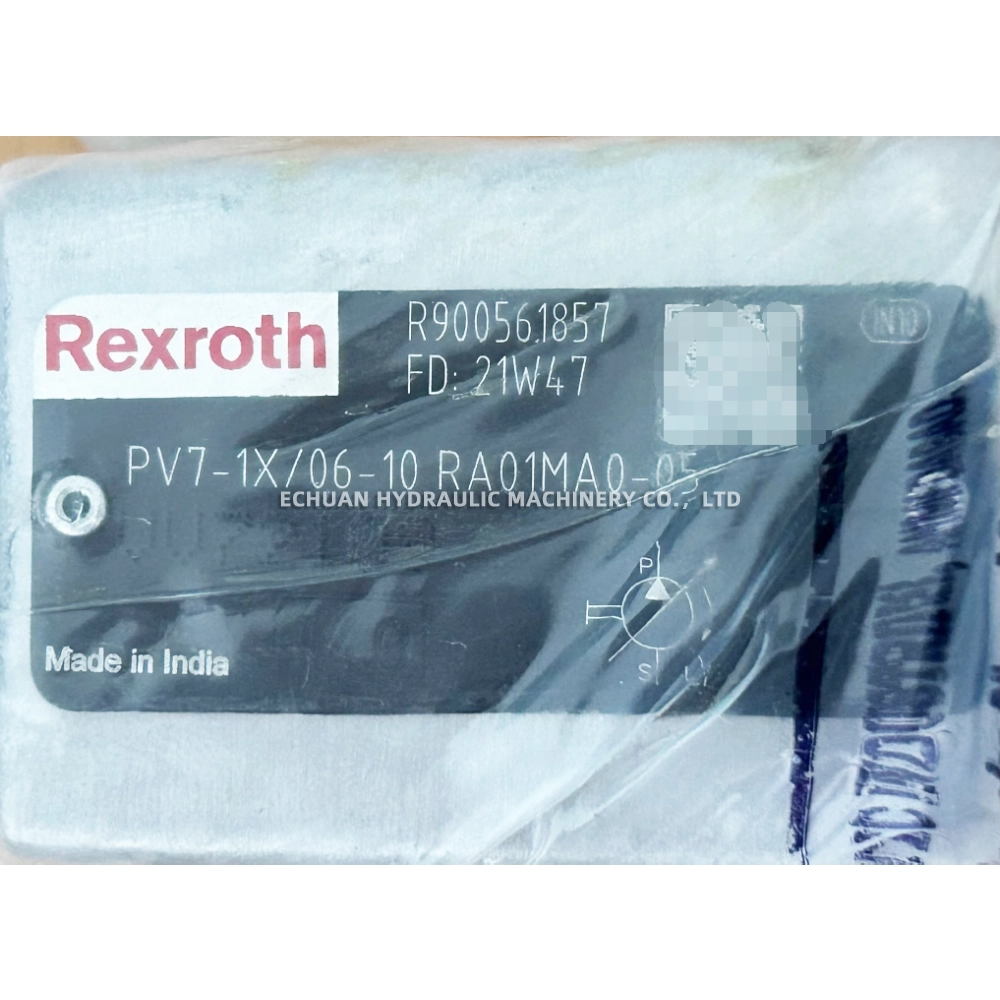 Rexroth
R900561857
FD: 21W47
IN10
PV7-1X/06-10 RA01MA0-05
ECHUAN HYDRAULIC MACHINERY CO., LTD
P
S L
Made in India